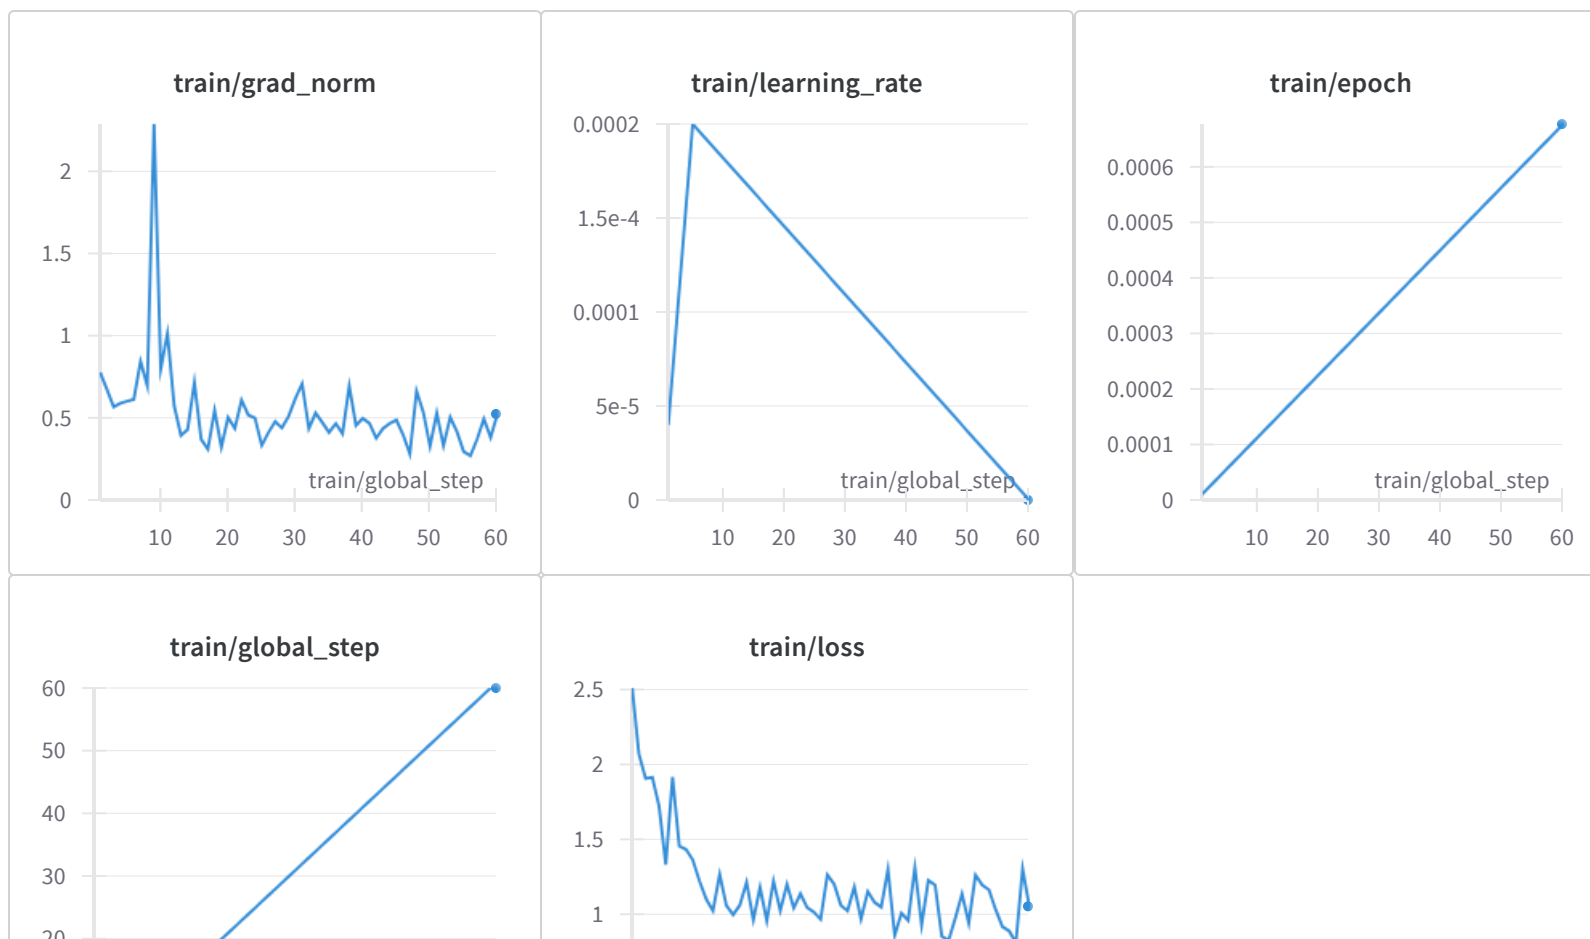 train/grad_norm
2
1.5
1
0.5
0
train/global_step
10 20 30 40 50 60
train/learning_rate
0.0002
1.5e-4
0.0001
5e-5
0
train/global_step
10 20 30 40 50 60
train/epoch
0.0006
0.0005
0.0004
0.0003
0.0002
0.0001
0
train/global_step
10 20 30 40 50 60
train/global_step
60
50
40
30
20
train/loss
2.5
2
1.5
1